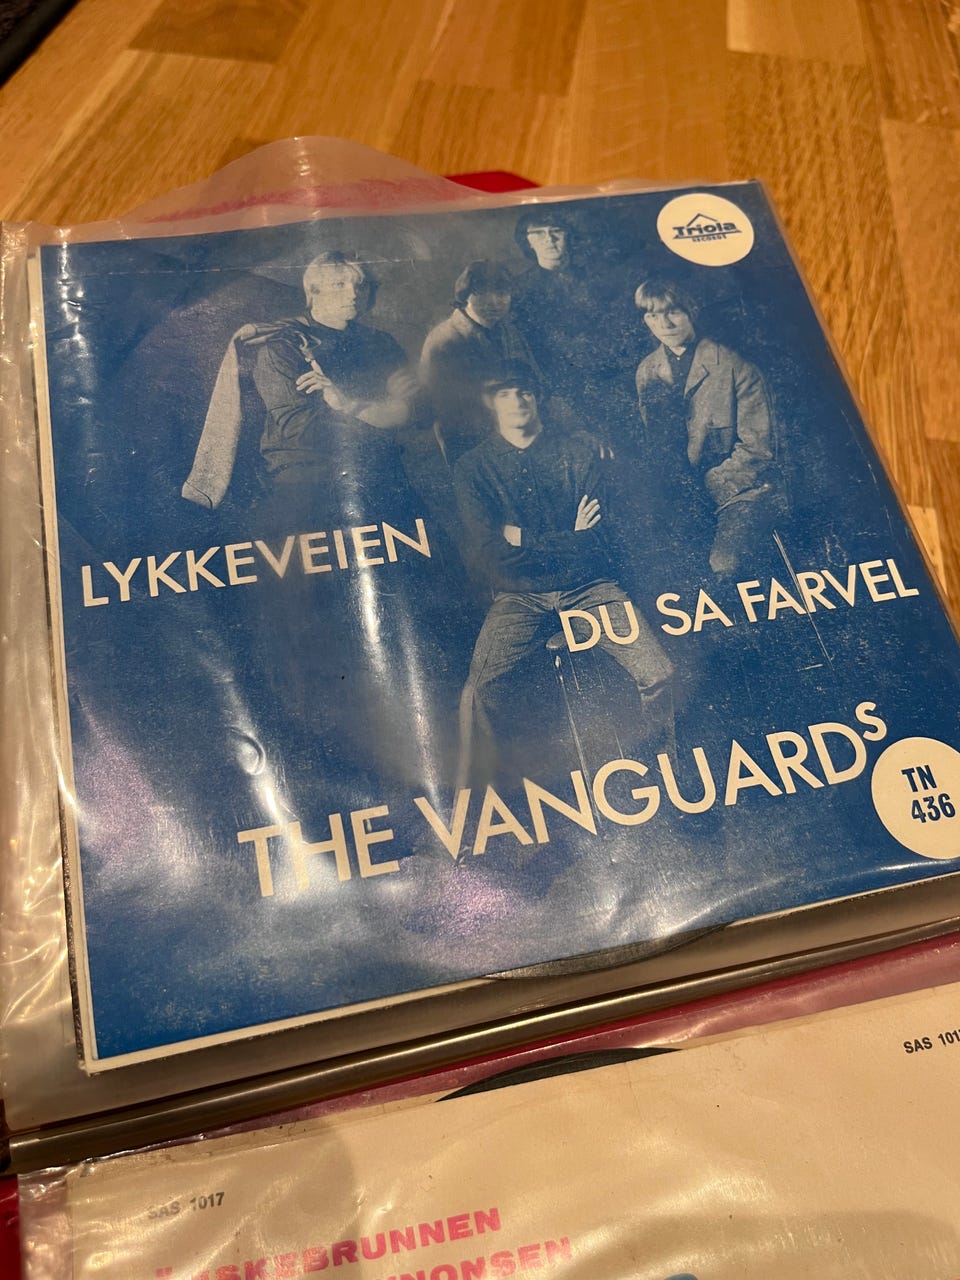 Triola
RECORDS
LYKKEVEIEN
DU SA FARVEL
THE VANGUARDS
TN
436
SAS 1017
SAS 1017